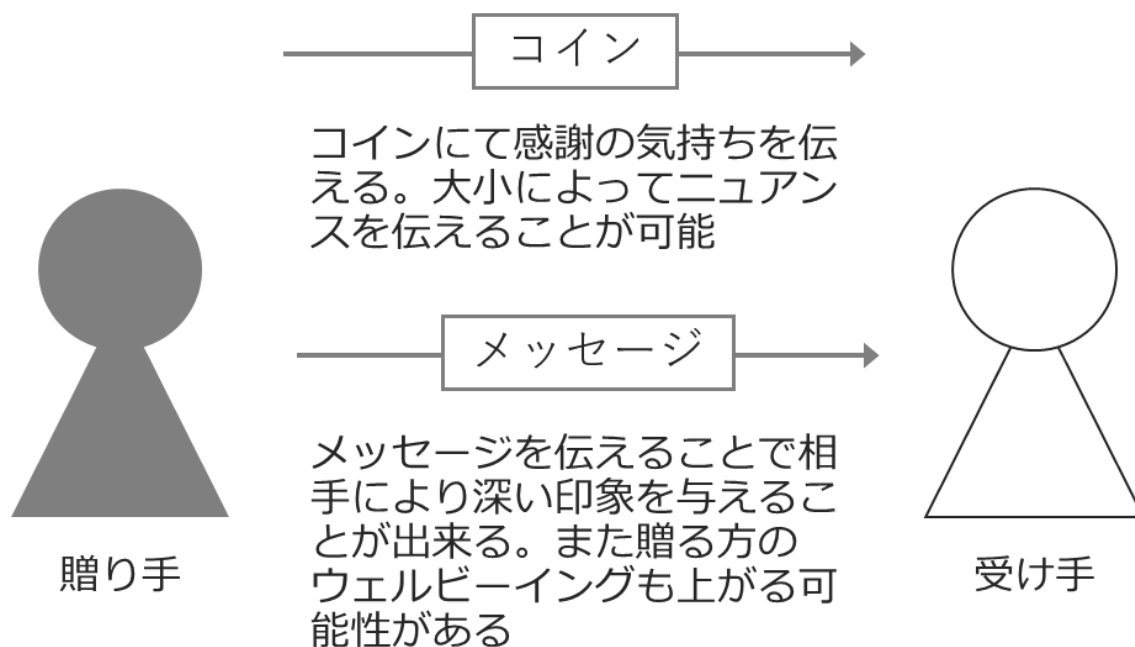 コイン
コインにて感謝の気持ちを伝
える。大小によってニュアン
スを伝えることが可能
メッセージ
メッセージを伝えることで相
手により深い印象を与えるこ
とが出来る。また贈る方の
ウェルビーイングも上がる可
能性がある
贈り手
受け手